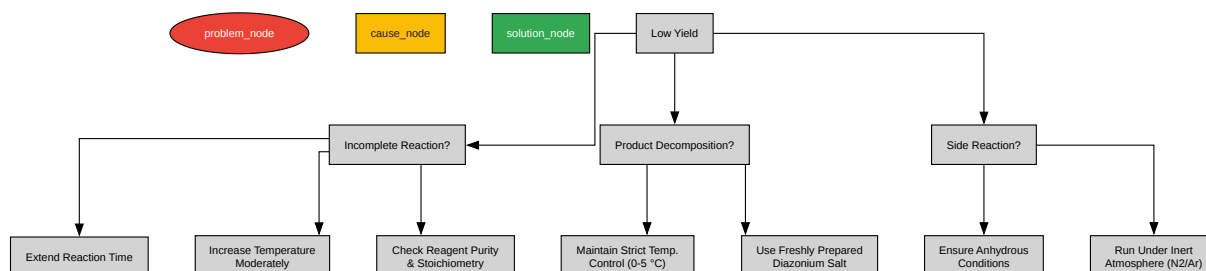 problem_node
cause_node
solution_node
Low Yield
Incomplete Reaction?
Product Decomposition?
Side Reaction?
Extend Reaction Time
Increase Temperature
Moderately
Check Reagent Purity
& Stoichiometry
Maintain Strict Temp.
Control (0-5 °C)
Use Freshly Prepared
Diazonium Salt
Ensure Anhydrous
Conditions
Run Under Inert
Atmosphere (N2/Ar)